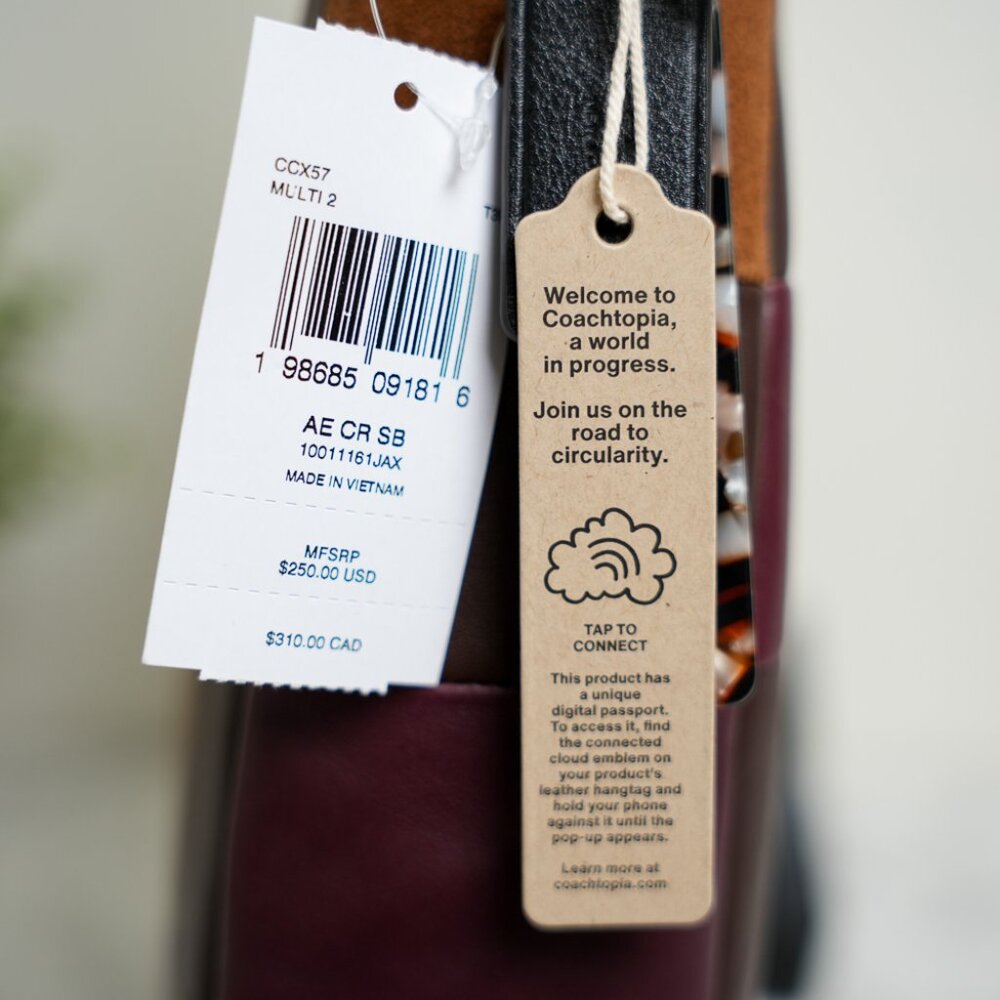 CCX57
MULTI 2
1 98685 09181 6
AE CR SB
10011161JAX
MADE IN VIETNAM
MFSRP
$250.00 USD
$310.00 CAD
Welcome to
Coachtopia,
a world
in progress.
Join us on the
road to
circularity.
TAP TO
CONNECT
This product has
a unique
digital passport.
To access it, find
the connected
cloud emblem on
your product's
leather hangtag and
hold your phone
against it until the
pop-up appears.
Learn more at
coachtopia.com